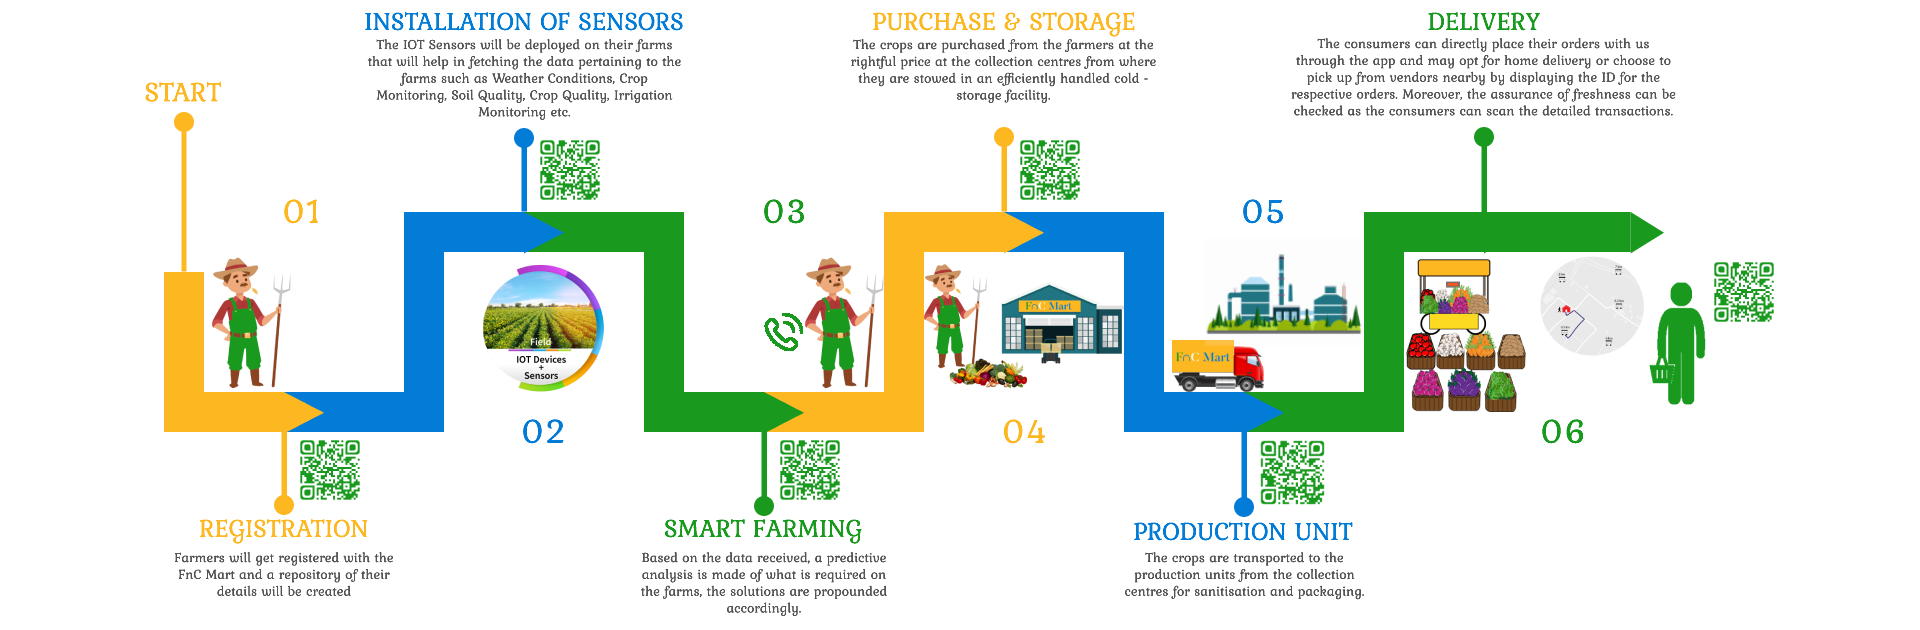 START
01
REGISTRATION
Farmers will get registered with the
FnC Mart and a repository of their
details will be created
INSTALLATION OF SENSORS
The IOT Sensors will be deployed on their farms
that will help in fetching the data pertaining to the
farms such as Weather Conditions, Crop
Monitoring, Soil Quality, Crop Quality, Irrigation
Monitoring etc.
Field
IOT Devices
+
Sensors
02
03
SMART FARMING
Based on the data received, a predictive
analysis is made of what is required on
the farms, the solutions are propounded
accordingly.
PURCHASE & STORAGE
The crops are purchased from the farmers at the
rightful price at the collection centres from where
they are stowed in an efficiently handled cold -
storage facility.
FnC Mart
04
05
FnC Mart
PRODUCTION UNIT
The crops are transported to the
production units from the collection
centres for sanitisation and packaging.
DELIVERY
The consumers can directly place their orders with us
through the app and may opt for home delivery or choose to
pick up from vendors nearby by displaying the ID for the
respective orders. Moreover, the assurance of freshness can be
checked as the consumers can scan the detailed transactions.
06